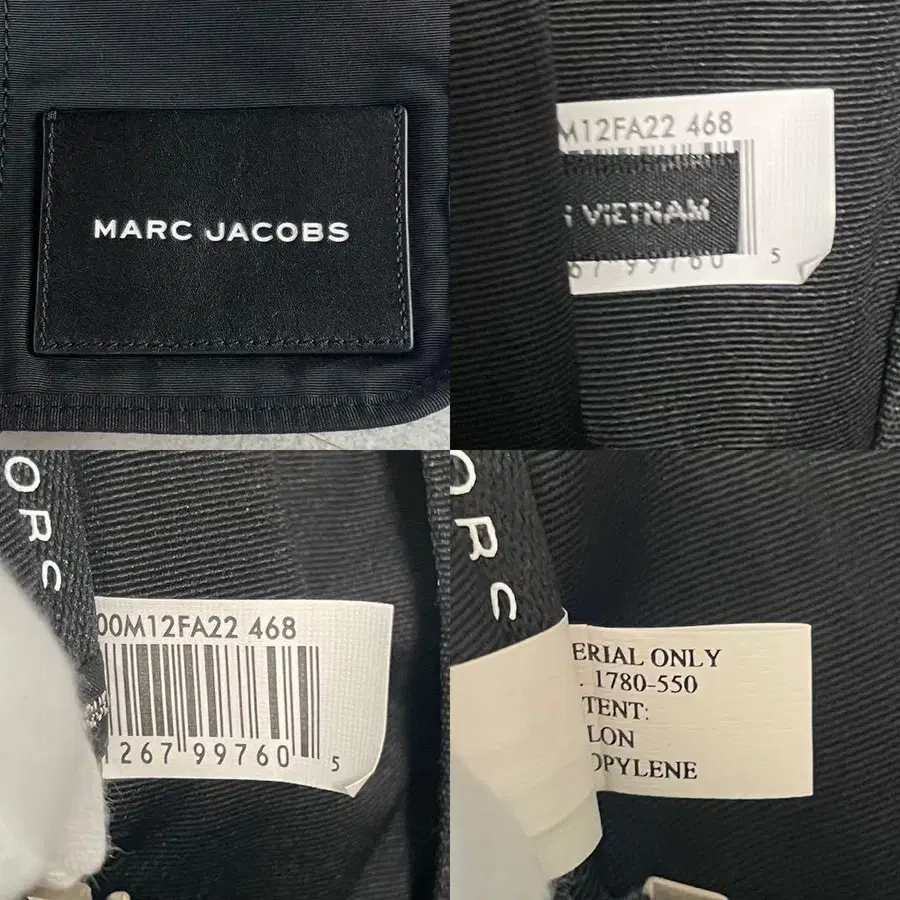 MARC JACOBS
M12FA22 468
VIETNAM
67 99760 5
ORC
00M12FA22 468
1267 99760 5
ORC
ERIAL ONLY
. 1780-550
TENT:
LON
OPYLENE